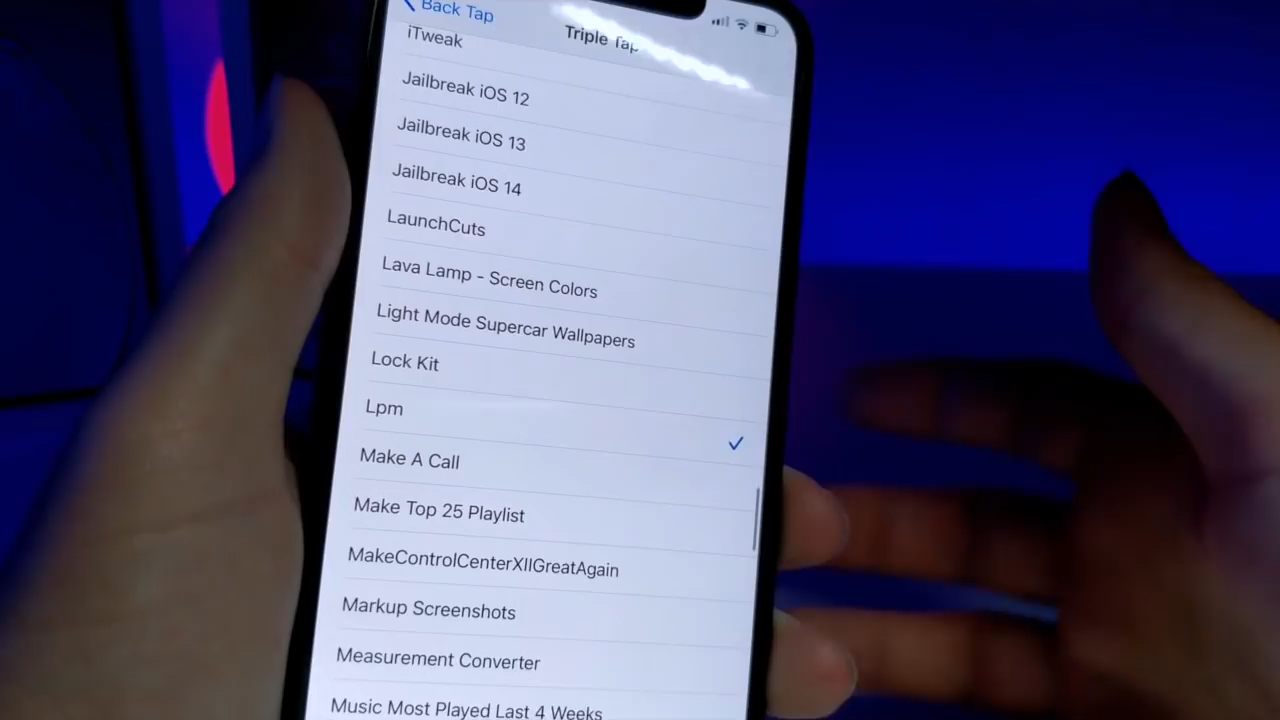 Back Tap
Triple Tap
iTweak
Jailbreak iOS 12
Jailbreak iOS 13
Jailbreak iOS 14
LaunchCuts
Lava Lamp - Screen Colors
Light Mode Supercar Wallpapers
Lock Kit
Lpm
Make A Call
Make Top 25 Playlist
MakeControlCenterXIIGreatAgain
Markup Screenshots
Measurement Converter
Music Most Played Last 4 Weeks